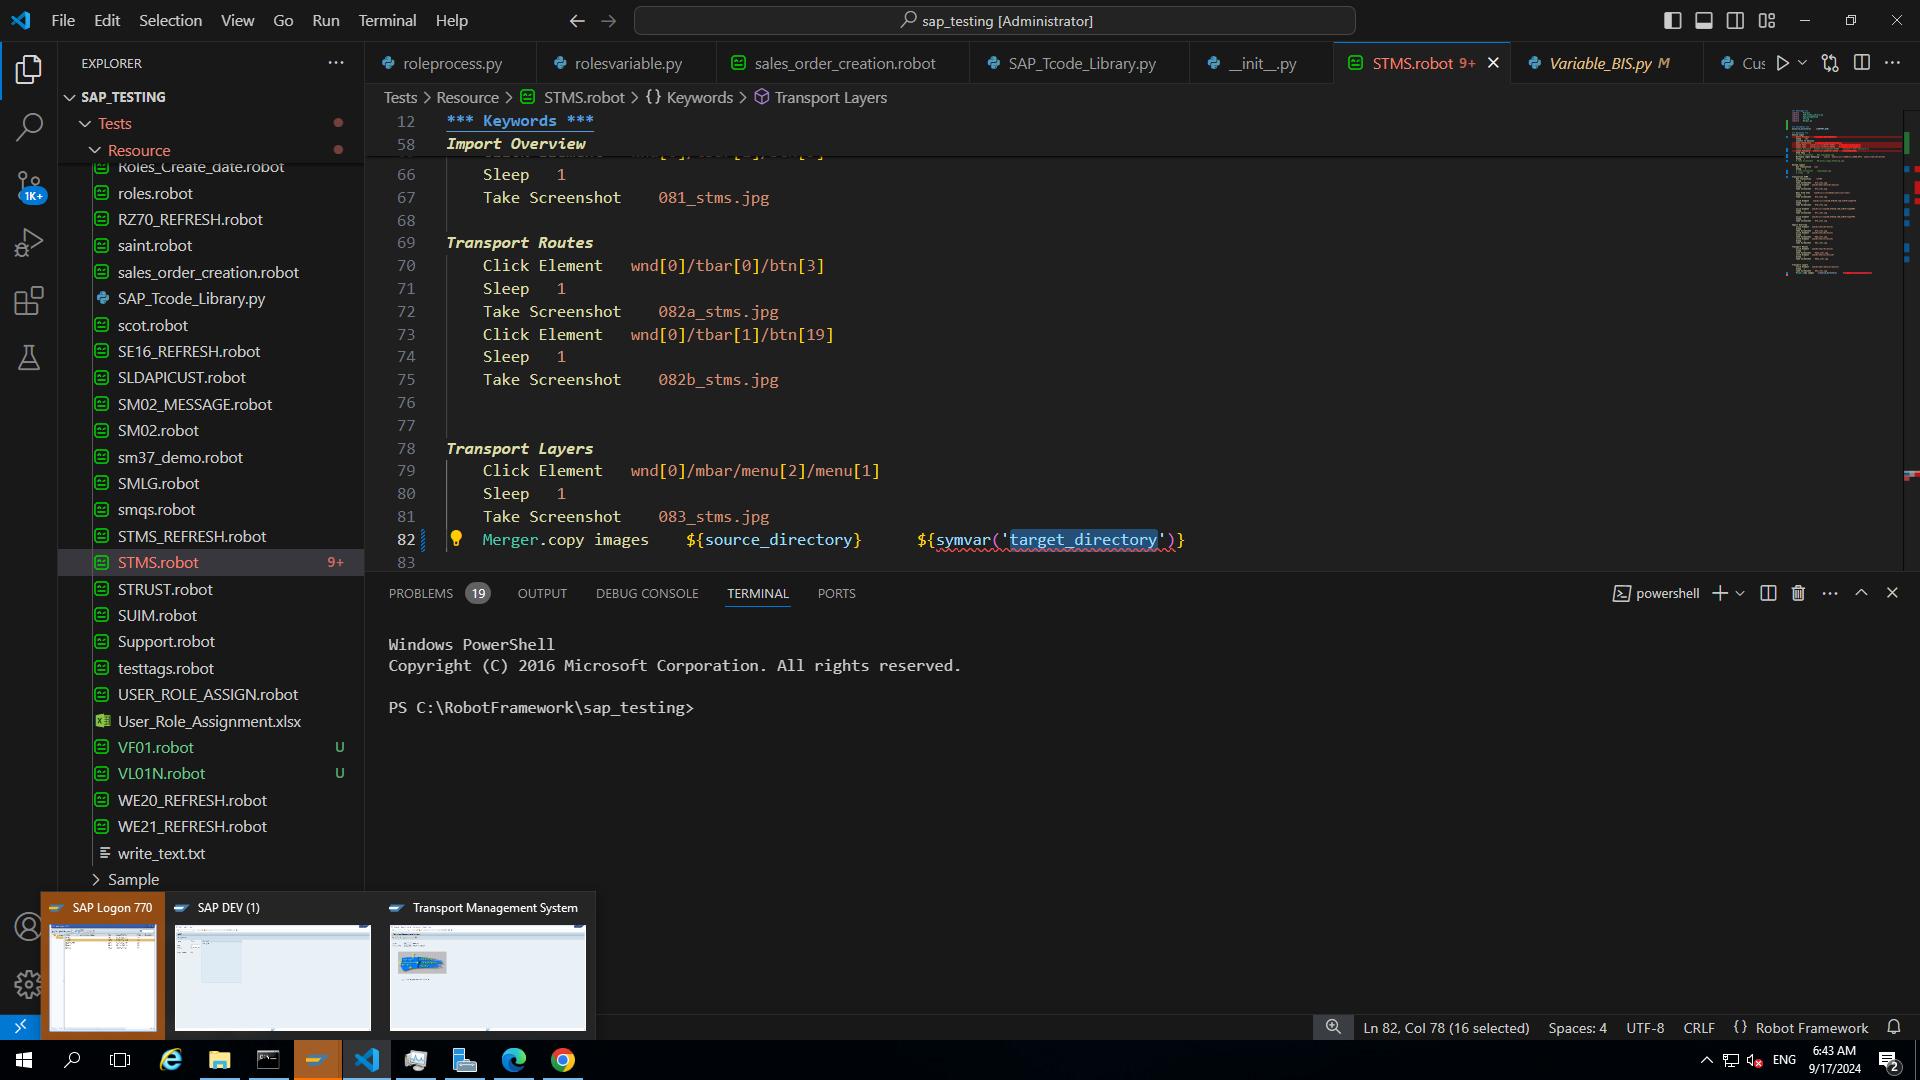 File Edit Selection View Go Run Terminal Help
sap_testing [Administrator]
EXPLORER
roleprocess.py
rolesvariable.py
sales_order_creation.robot
SAP_Tcode_Library.py
__init__.py
STMS.robot 9+
Variable_BIS.py M
Cus
SAP_TESTING
Tests
Resource
Roles_Create_date.robot
roles.robot
RZ70_REFRESH.robot
saint.robot
sales_order_creation.robot
SAP_Tcode_Library.py
scot.robot
SE16_REFRESH.robot
SLDAPICUST.robot
SM02_MESSAGE.robot
SM02.robot
sm37_demo.robot
SMLG.robot
smqs.robot
STMS_REFRESH.robot
STMS.robot 9+
STRUST.robot
SUIM.robot
Support.robot
testtags.robot
USER_ROLE_ASSIGN.robot
User_Role_Assignment.xlsx
VF01.robot U
VL01N.robot U
WE20_REFRESH.robot
WE21_REFRESH.robot
write_text.txt
Sample
1K+
Tests > Resource > STMS.robot > {} Keywords > Transport Layers
12 *** Keywords ***
58 Import Overview
66 Sleep 1
67 Take Screenshot 081_stms.jpg
68
69 Transport Routes
70 Click Element wnd[0]/tbar[0]/btn[3]
71 Sleep 1
72 Take Screenshot 082a_stms.jpg
73 Click Element wnd[0]/tbar[1]/btn[19]
74 Sleep 1
75 Take Screenshot 082b_stms.jpg
76
77
78 Transport Layers
79 Click Element wnd[0]/mbar/menu[2]/menu[1]
80 Sleep 1
81 Take Screenshot 083_stms.jpg
82 Merger.copy images ${source_directory} ${symvar('target_directory')}
83
PROBLEMS 19 OUTPUT DEBUG CONSOLE TERMINAL PORTS
powershell
Windows PowerShell
Copyright (C) 2016 Microsoft Corporation. All rights reserved.
PS C:\RobotFramework\sap_testing>
SAP Logon 770
SAP DEV (1)
Transport Management System
Ln 82, Col 78 (16 selected) Spaces: 4 UTF-8 CRLF {} Robot Framework
ENG
6:43 AM
9/17/2024
2